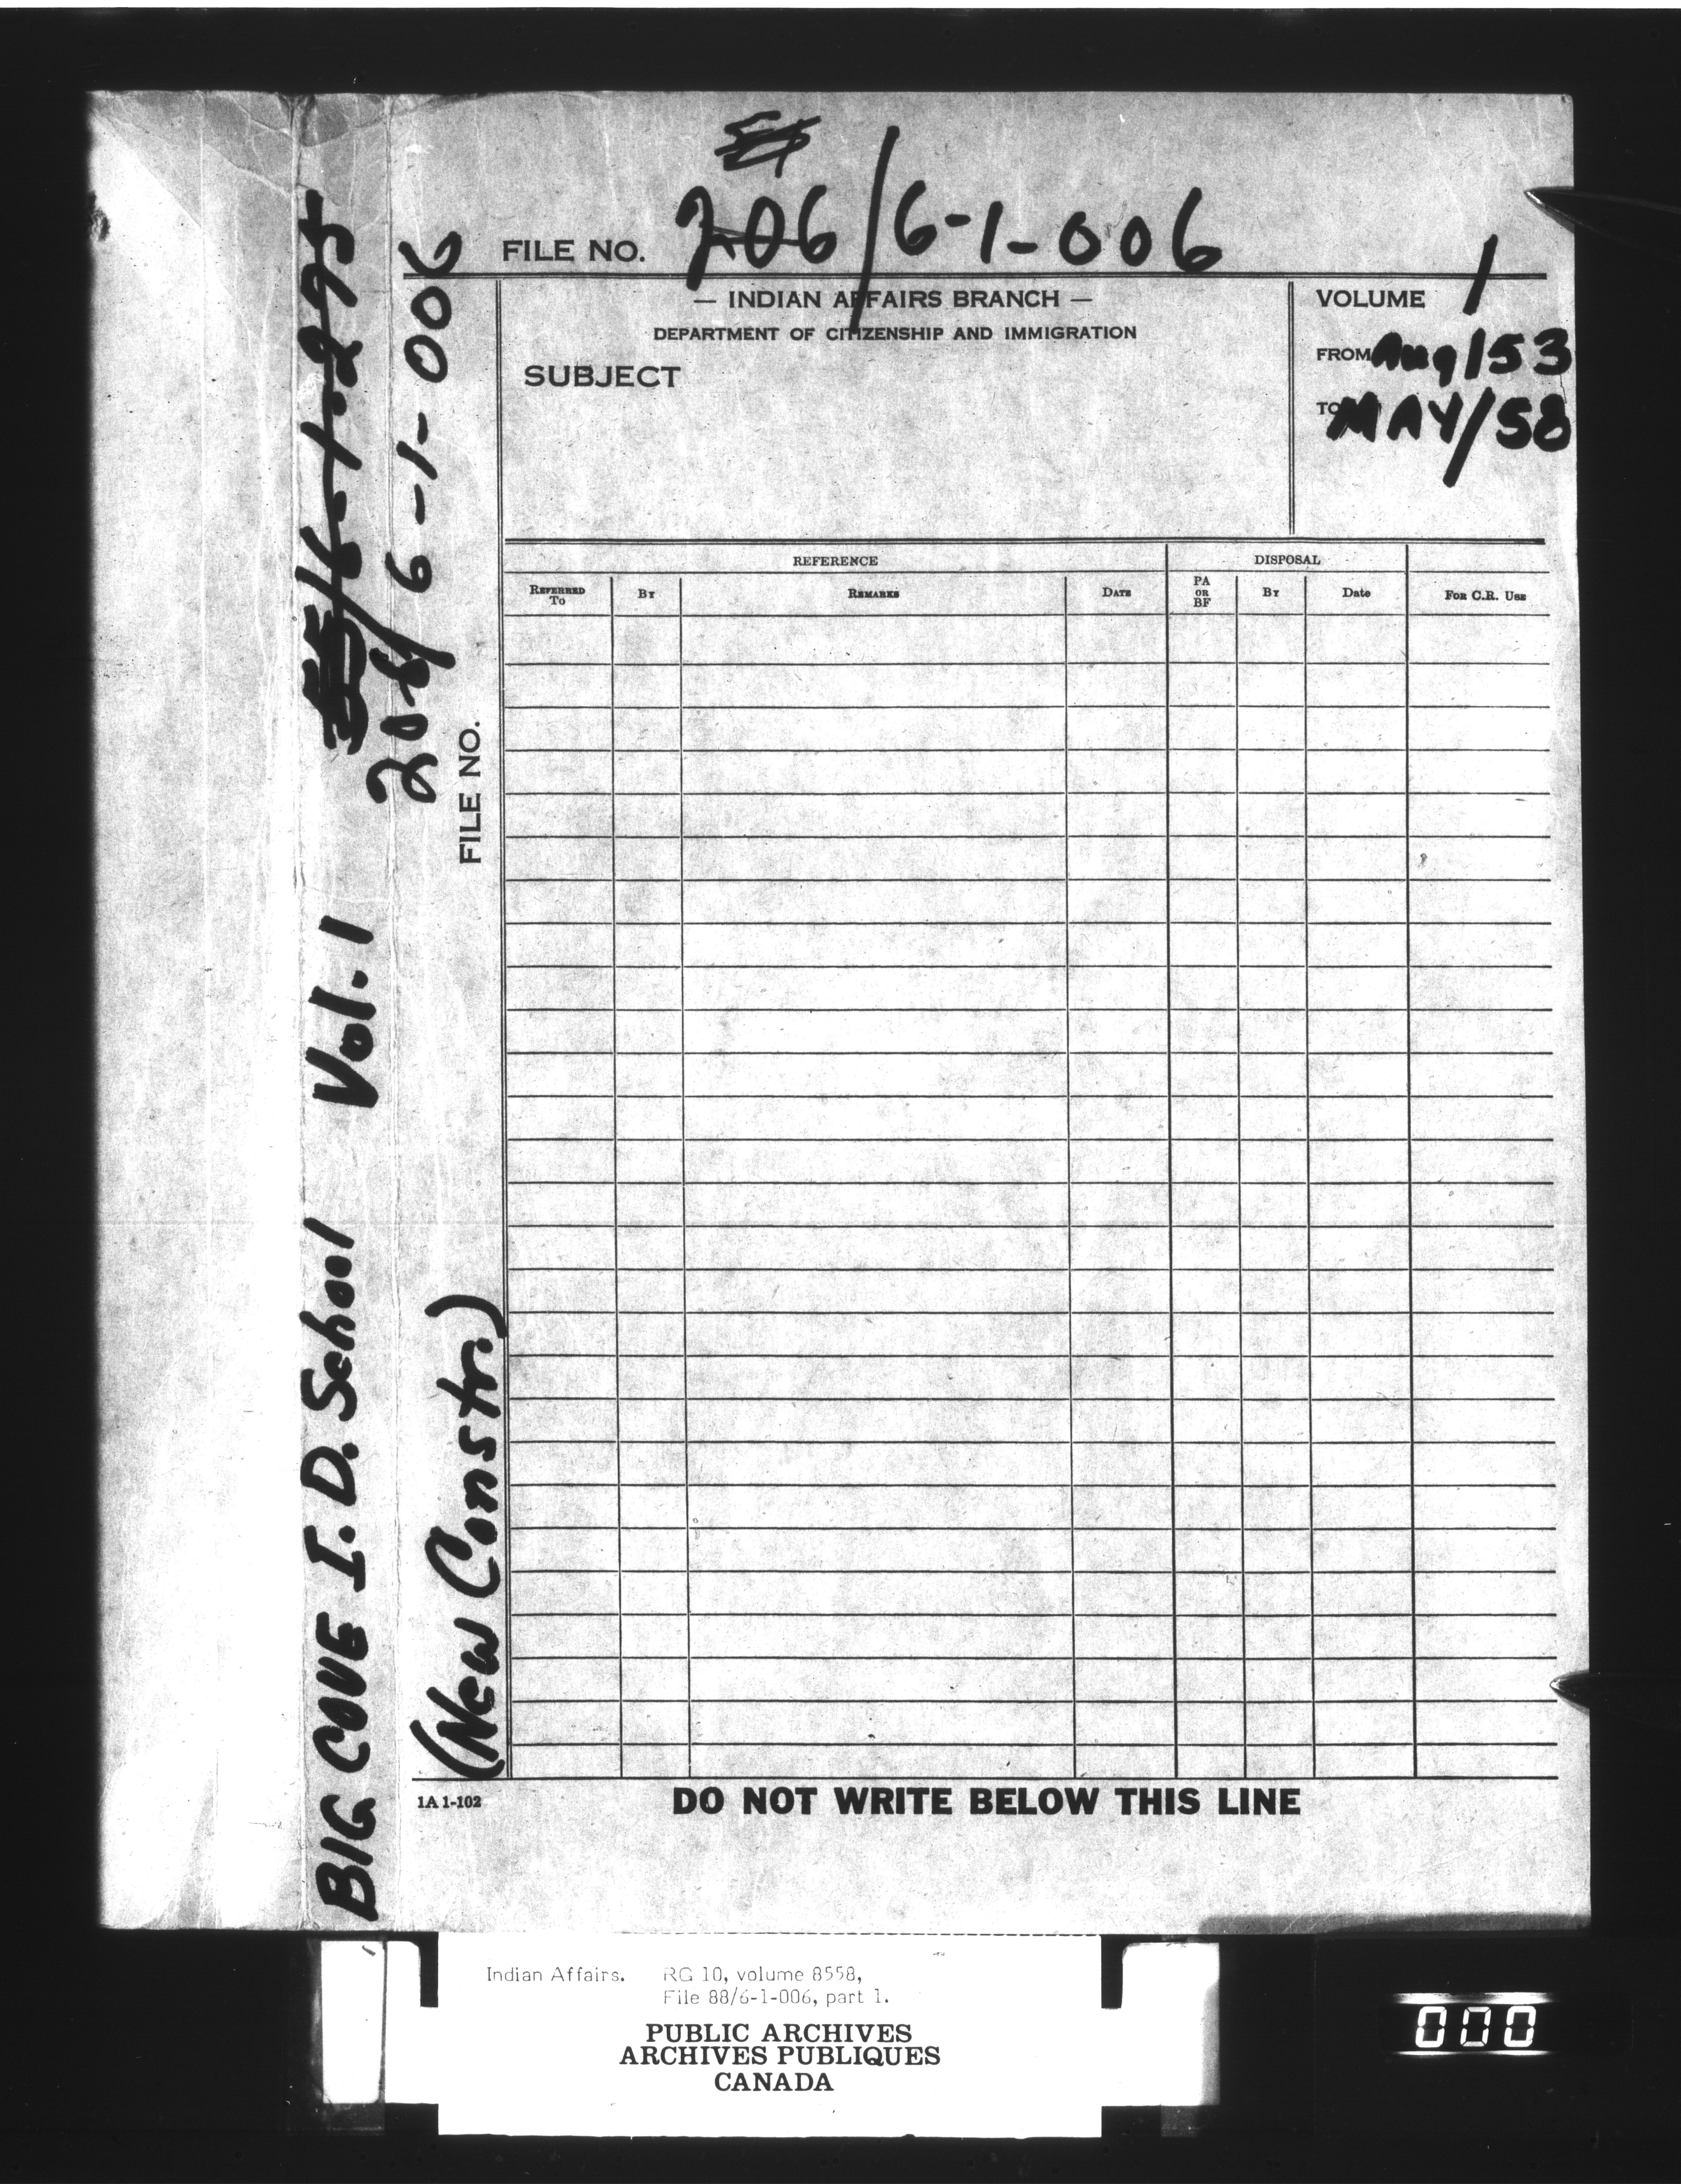 FILE NO. 206/6-1-006
— INDIAN AFFAIRS BRANCH —
DEPARTMENT OF CITIZENSHIP AND IMMIGRATION
SUBJECT
VOLUME 1
FROM Aug/53
TO MAY/58
REFERENCE
DISPOSAL
REFERRED TO
BY
REMARKS
DATE
PA OR BF
BY
Date
FOR C.R. USE
BIG COVE I.D. School Vol. 1 /6-1-295
(New Constr.)
FILE NO.
206/6-1-006
1A 1-102
DO NOT WRITE BELOW THIS LINE
Indian Affairs. RG 10, volume 8558,
File 88/6-1-006, part 1.
PUBLIC ARCHIVES
ARCHIVES PUBLIQUES
CANADA
000